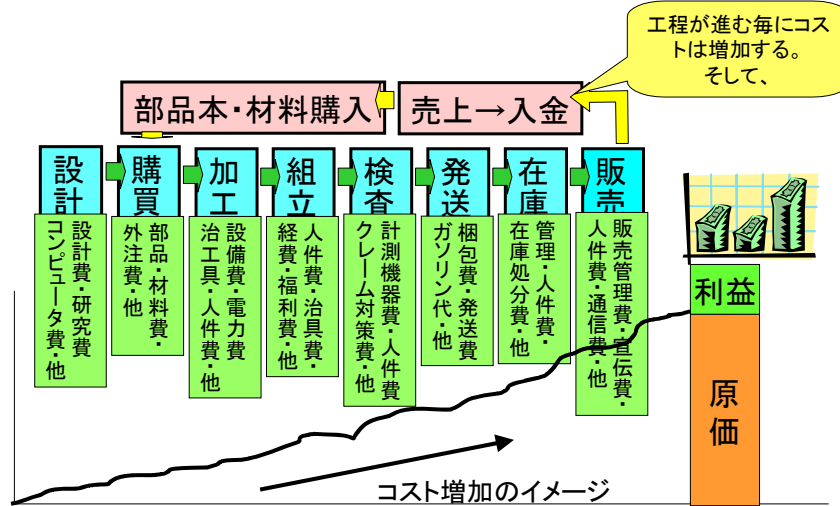 工程が進む毎にコス
トは増加する。
そして、
部品本・材料購入
売上→入金
設計
購買
加工
組立
検査
発送
在庫
販売
設計費・研究費
コンピュータ費・他
部品・材料費・
外注費・他
設備費・電力費
治工具・人件費・他
人件費・治具費・
経費・福利費・他
計測機器費・人件費
クレーム対策費・他
梱包費・発送費
ガソリン代・他
管理・人件費・
在庫処分費・他
販売管理費・宣伝費・
人件費・通信費・他
利益
原価
コスト増加のイメージ